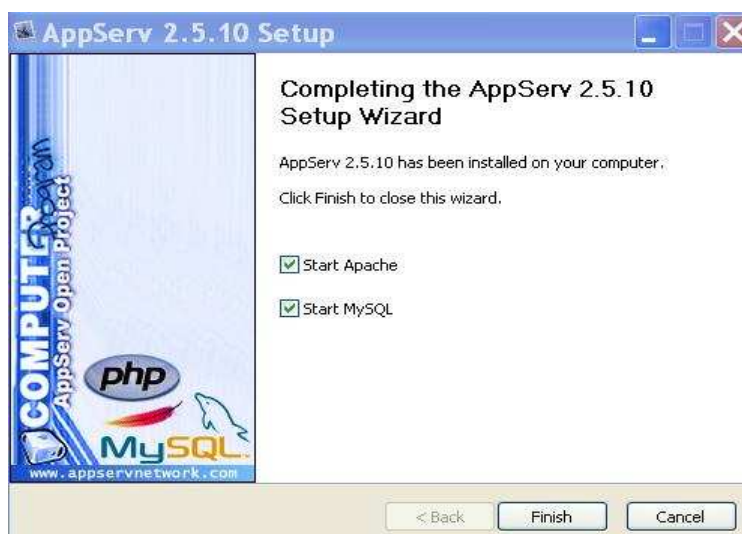 AppServ 2.5.10 Setup
Completing the AppServ 2.5.10
Setup Wizard
AppServ 2.5.10 has been installed on your computer.
Click Finish to close this wizard.
Start Apache
Start MySQL
COMPUTER
Program
AppServ Open Project
php
MySQL
www.appservnetwork.com
< Back
Finish
Cancel